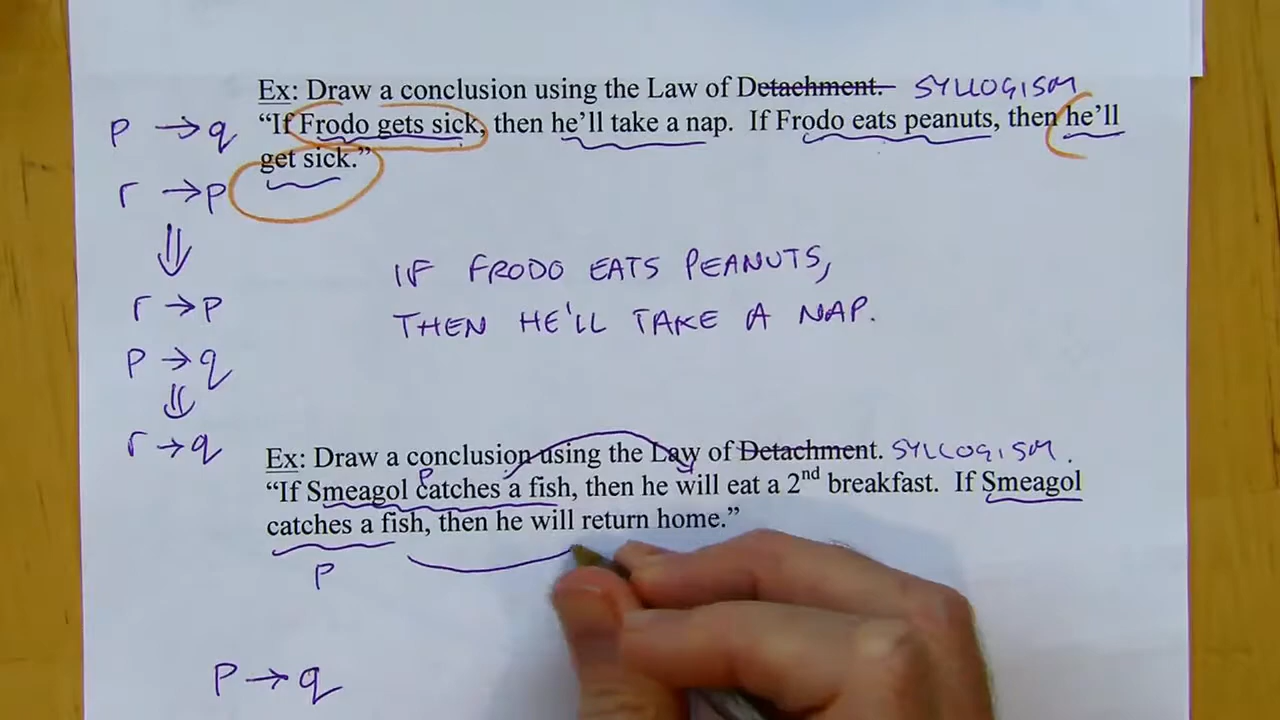 Ex: Draw a conclusion using the Law of Detachment. SYLLOGISM
"If Frodo gets sick, then he'll take a nap. If Frodo eats peanuts, then he'll
get sick."
p → q
r → p
⇓
r → p
p → q
⇓
r → q
IF FRODO EATS PEANUTS,
THEN HE'LL TAKE A NAP.
Ex: Draw a conclusion using the Law of Detachment. SYLLOGISM.
p
"If Smeagol catches a fish, then he will eat a 2nd breakfast. If Smeagol
catches a fish, then he will return home."
p
p → q